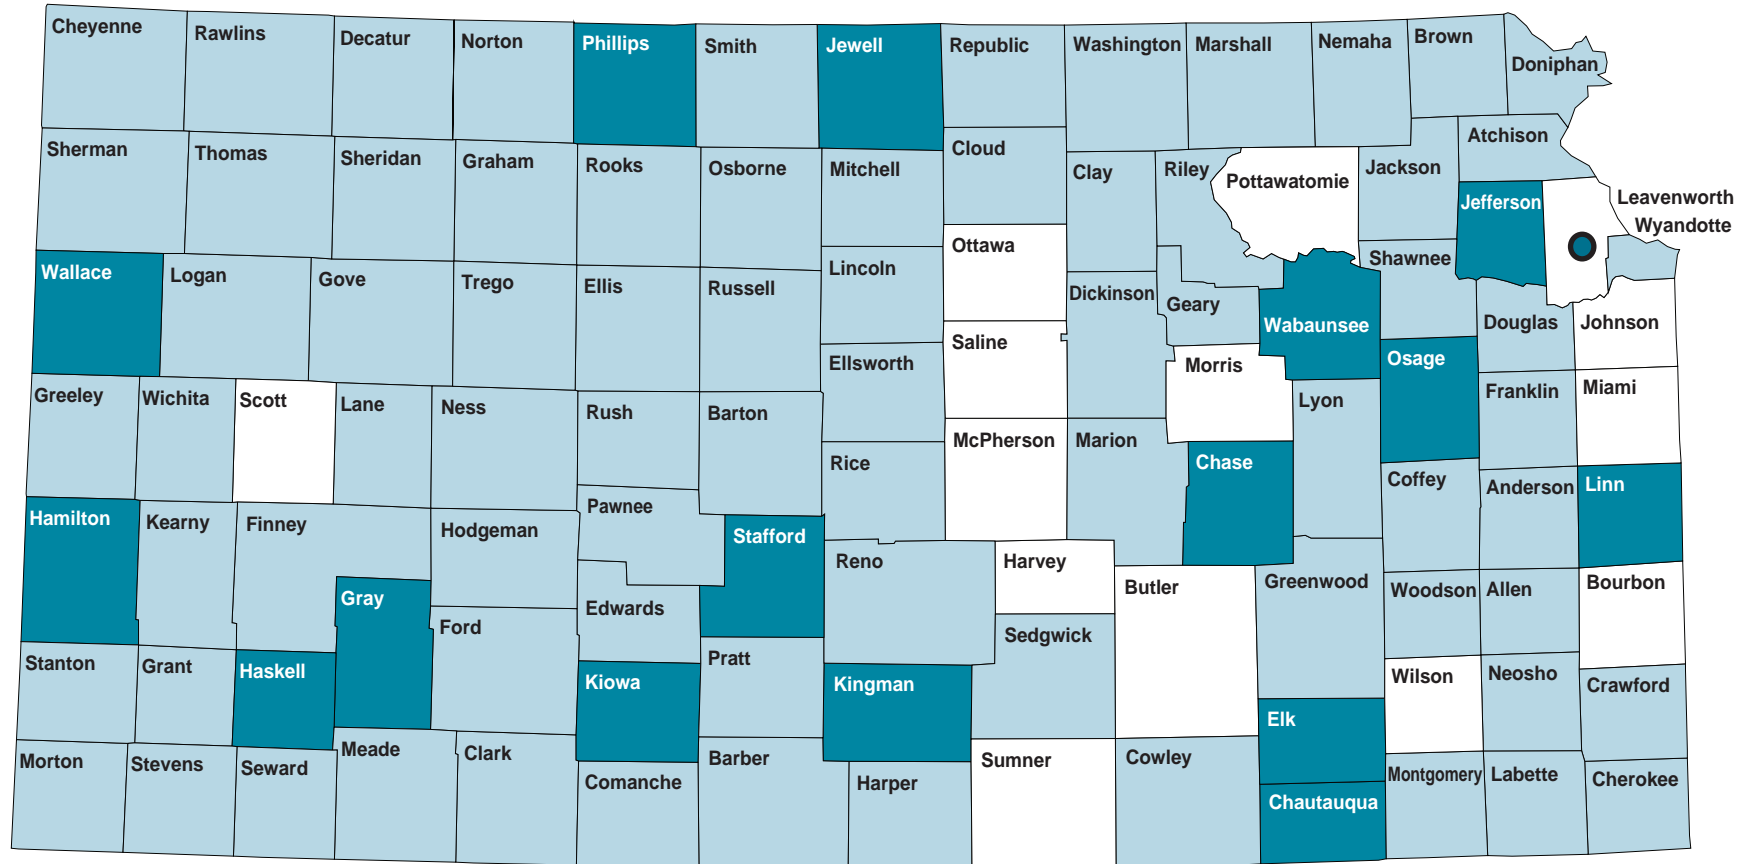 Cheyenne
Rawlins
Decatur
Norton
Phillips
Smith
Jewell
Republic
Washington
Marshall
Nemaha
Brown
Doniphan
Sherman
Thomas
Sheridan
Graham
Rooks
Osborne
Mitchell
Cloud
Clay
Riley
Pottawatomie
Jackson
Atchison
Jefferson
Leavenworth
Wyandotte
Wallace
Logan
Gove
Trego
Ellis
Russell
Lincoln
Ottawa
Dickinson
Geary
Wabaunsee
Shawnee
Douglas
Johnson
Saline
Ellsworth
Morris
Osage
Greeley
Wichita
Scott
Lane
Ness
Rush
Barton
McPherson
Marion
Lyon
Franklin
Miami
Rice
Chase
Coffey
Anderson
Linn
Hamilton
Kearny
Finney
Hodgeman
Pawnee
Stafford
Reno
Harvey
Butler
Greenwood
Woodson
Allen
Bourbon
Gray
Ford
Edwards
Sedgwick
Stanton
Grant
Haskell
Kiowa
Pratt
Kingman
Wilson
Neosho
Crawford
Elk
Morton
Stevens
Seward
Meade
Clark
Comanche
Barber
Harper
Sumner
Cowley
Chautauqua
Montgomery
Labette
Cherokee